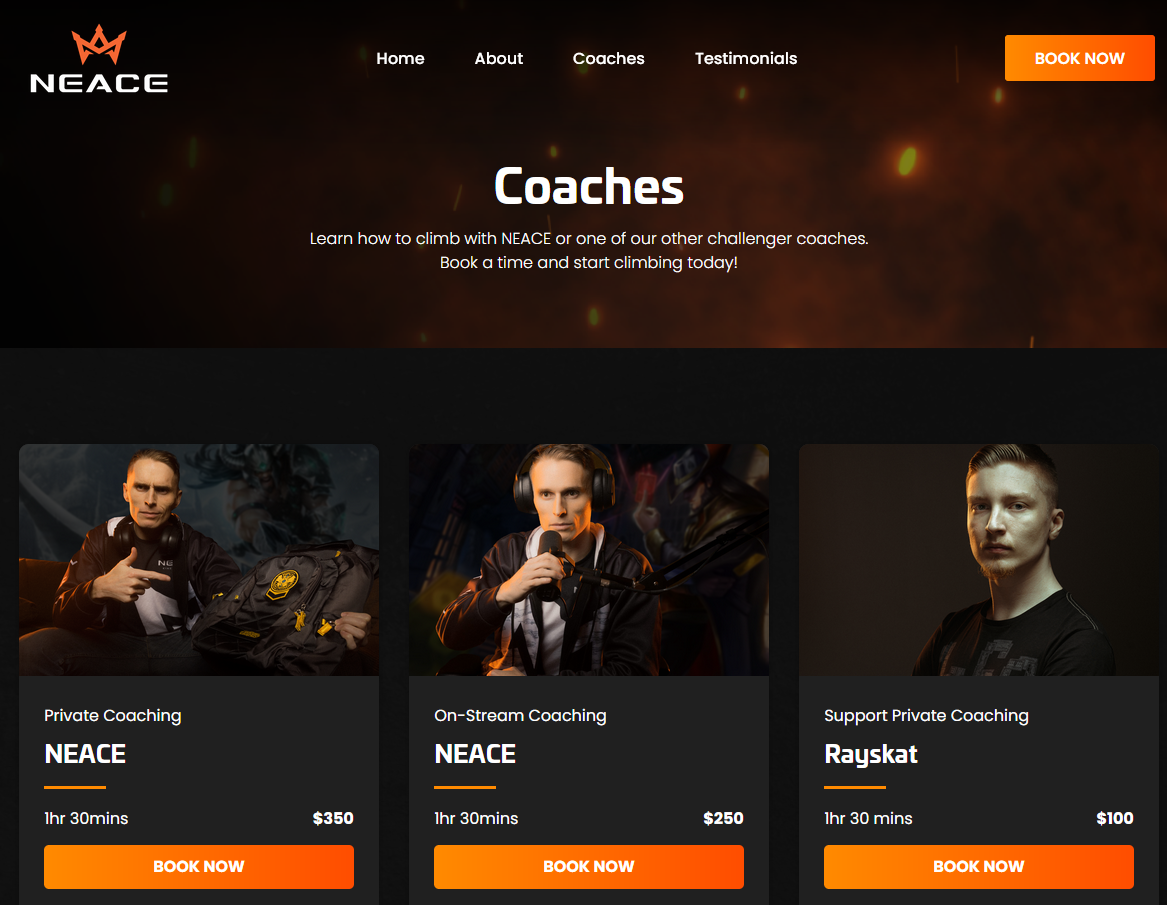 NEACE
Home About Coaches Testimonials
BOOK NOW
Coaches
Learn how to climb with NEACE or one of our other challenger coaches.
Book a time and start climbing today!
NE
Private Coaching
NEACE
1hr 30mins $350
BOOK NOW
On-Stream Coaching
NEACE
1hr 30mins $250
BOOK NOW
Support Private Coaching
Rayskat
1hr 30 mins $100
BOOK NOW